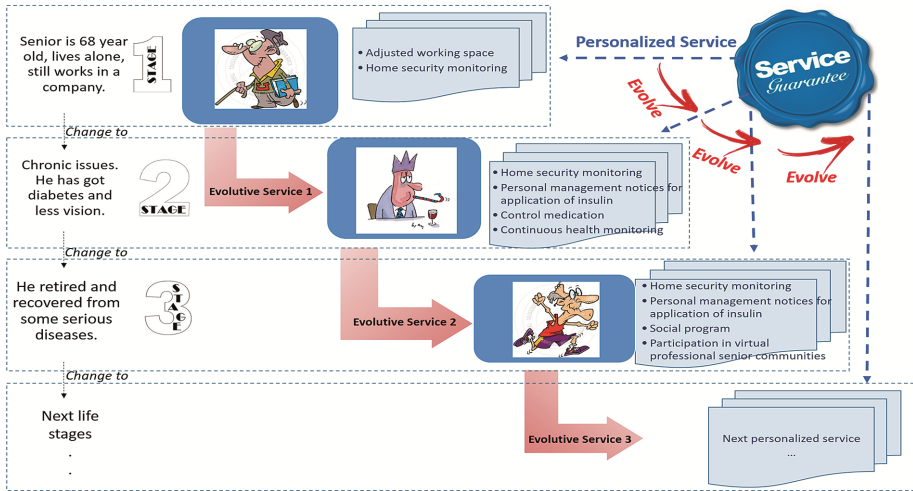 Senior is 68 year
old, lives alone,
still works in a
company.
1
STAGE
• Adjusted working space
• Home security monitoring
Personalized Service
Service
Guarantee
Evolve
Evolve
Evolve
Change to
Chronic issues.
He has got
diabetes and
less vision.
2
STAGE
Evolutive Service 1
• Home security monitoring
• Personal management notices for
application of insulin
• Control medication
• Continuous health monitoring
Change to
He retired and
recovered from
some serious
diseases.
3
STAGE
Evolutive Service 2
• Home security monitoring
• Personal management notices for
application of insulin
• Social program
• Participation in virtual
professional senior communities
Change to
Next life
stages
.
.
Evolutive Service 3
Next personalized service
...